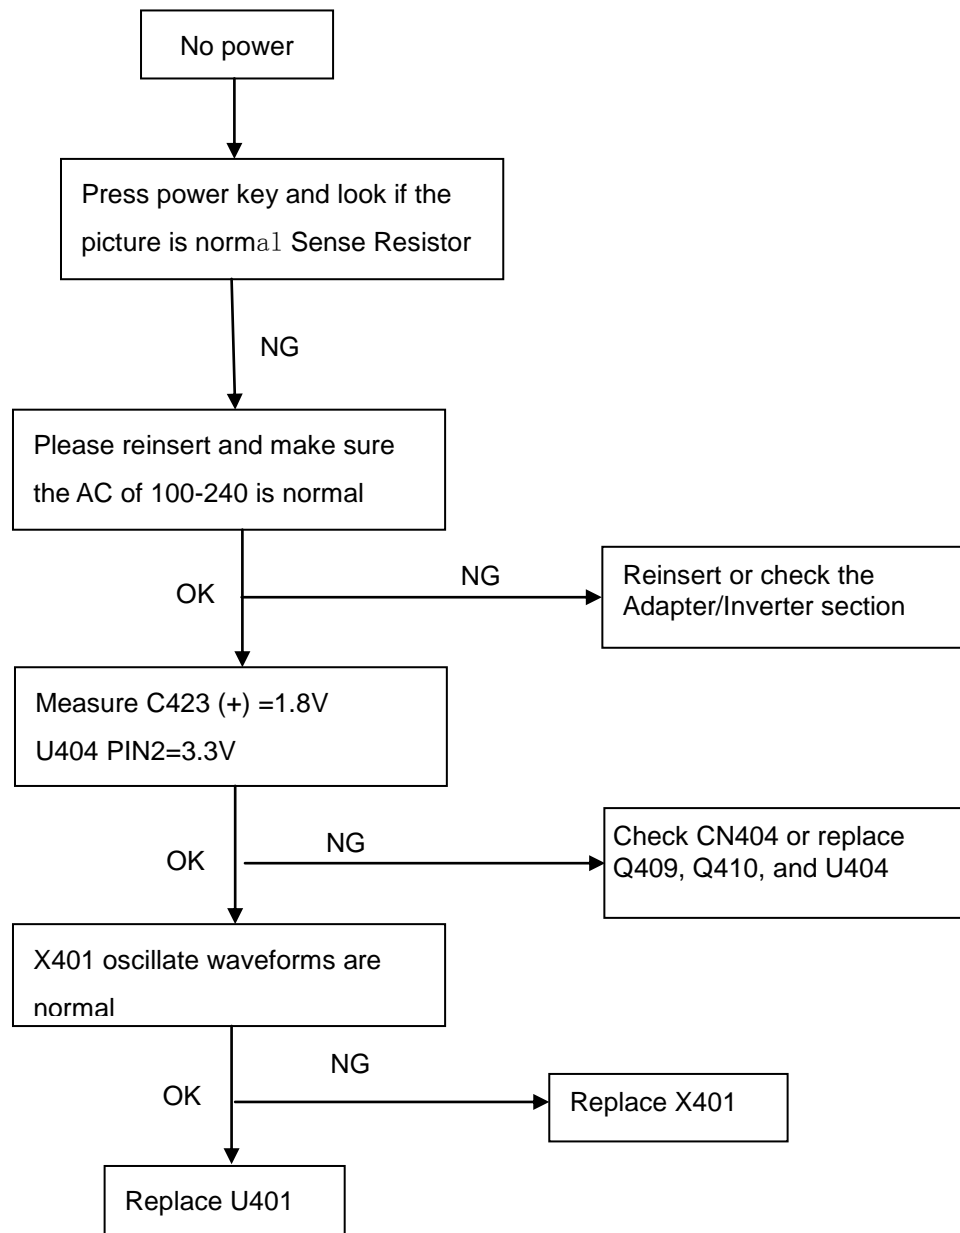 No power
Press power key and look if the
picture is normal Sense Resistor
NG
Please reinsert and make sure
the AC of 100-240 is normal
OK
NG
Reinsert or check the
Adapter/Inverter section
Measure C423 (+) =1.8V
U404 PIN2=3.3V
OK
NG
Check CN404 or replace
Q409, Q410, and U404
X401 oscillate waveforms are
normal
OK
NG
Replace X401
Replace U401